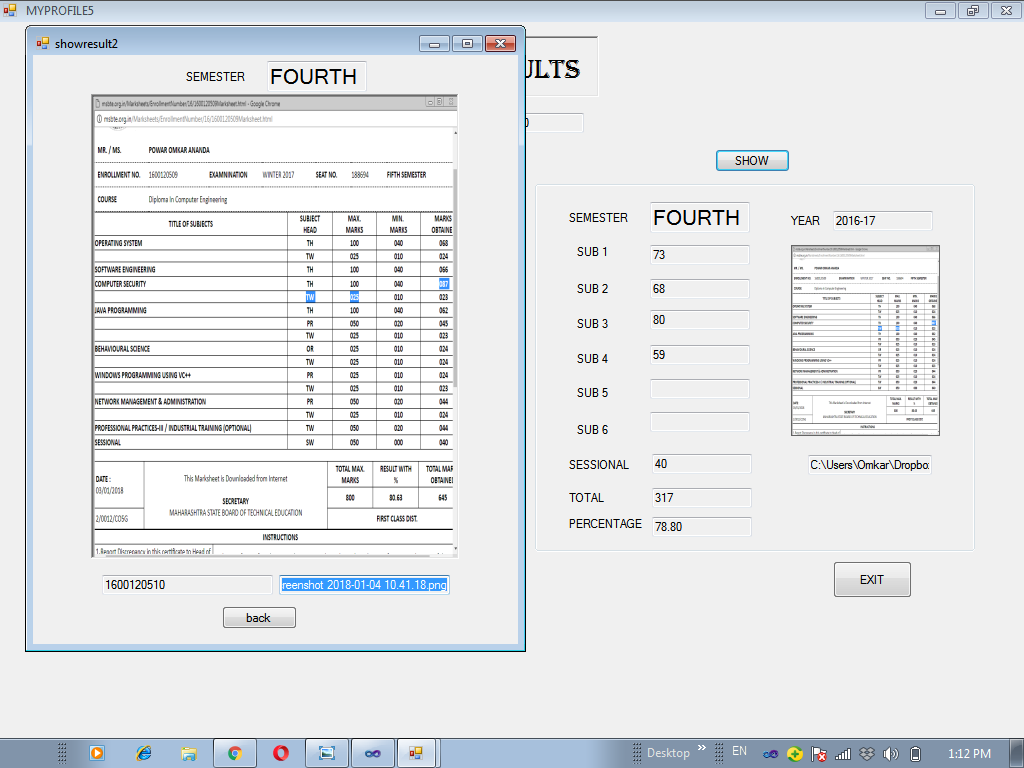 MYPROFILE5
showresult2
SEMESTER FOURTH
msbte.org.in/Marksheets/EnrollmentNumber/16/1600120509Marksheet.html - Google Chrome
msbte.org.in/Marksheets/EnrollmentNumber/16/1600120509Marksheet.html
MR. / MS. POWAR OMKAR ANANDA
ENROLLMENT NO. 1600120509 EXAMINATION WINTER 2017 SEAT NO. 188694 FIFTH SEMESTER
COURSE Diploma In Computer Engineering
TITLE OF SUBJECTS SUBJECT HEAD MAX. MARKS MIN. MARKS MARKS OBTAINE
OPERATING SYSTEM TH 100 040 068
TW 025 010 024
SOFTWARE ENGINEERING TH 100 040 066
COMPUTER SECURITY TH 100 040 087
TW 025 010 023
JAVA PROGRAMMING TH 100 040 062
PR 050 020 045
TW 025 010 023
BEHAVIOURAL SCIENCE OR 025 010 024
TW 025 010 024
WINDOWS PROGRAMMING USING VC++ PR 025 010 024
TW 025 010 023
NETWORK MANAGEMENT & ADMINISTRATION PR 050 020 044
TW 025 010 024
PROFESSIONAL PRACTICES-III / INDUSTRIAL TRAINING (OPTIONAL) TW 050 020 044
SESSIONAL SW 050 000 040
DATE :
03/01/2018
2/0012/CO5G
This Marksheet is Downloaded from Internet
SECRETARY
MAHARASHTRA STATE BOARD OF TECHNICAL EDUCATION
TOTAL MAX. MARKS RESULT WITH % TOTAL MAR OBTAINE
800 80.63 645
FIRST CLASS DIST.
INSTRUCTIONS
1.Report Discrepancy in this certificate to Head of
1600120510 reenshot 2018-01-04 10.41.18.png
back
ULTS
0
SHOW
SEMESTER FOURTH YEAR 2016-17
SUB 1 73
SUB 2 68
SUB 3 80
SUB 4 59
SUB 5
SUB 6
SESSIONAL 40 C:\Users\Omkar\Dropbo
TOTAL 317
PERCENTAGE 78.80
EXIT
Desktop » EN 1:12 PM